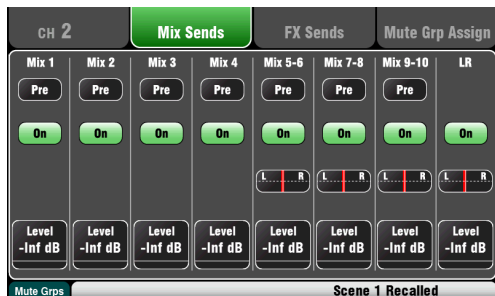 CH 2 Mix Sends FX Sends Mute Grp Assign
Mix 1 Mix 2 Mix 3 Mix 4 Mix 5-6 Mix 7-8 Mix 9-10 LR
Pre Pre Pre Pre Pre Pre Pre
On On On On On On On On
L R L R L R L R
Level Level Level Level Level Level Level Level
-Inf dB -Inf dB -Inf dB -Inf dB -Inf dB -Inf dB -Inf dB -Inf dB
Mute Grps Scene 1 Recalled